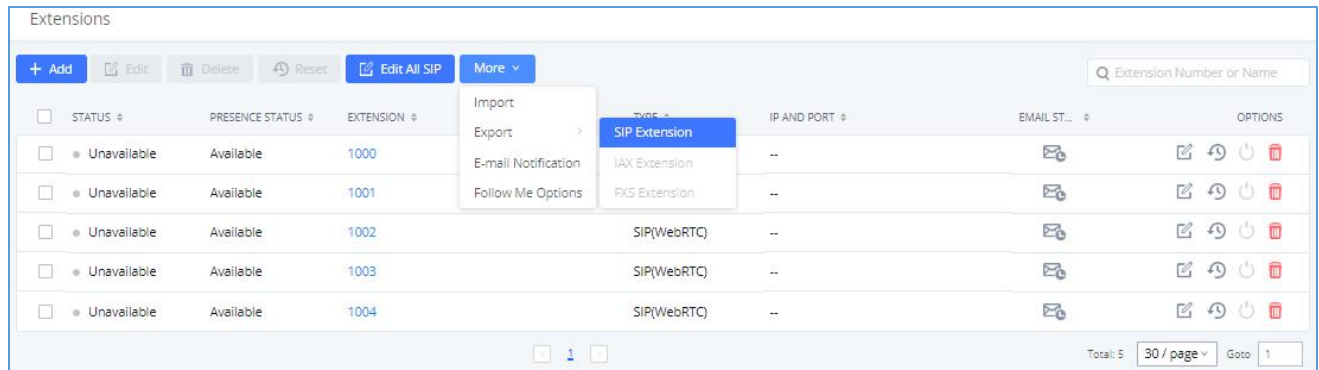 Extensions
+ Add Edit Delete Reset Edit All SIP More Extension Number or Name
Import
STATUS PRESENCE STATUS EXTENSION TYPE IP AND PORT EMAIL ST... OPTIONS
Export SIP Extension
Unavailable Available 1000 --
E-mail Notification IAX Extension
Unavailable Available 1001 --
Follow Me Options FXS Extension
Unavailable Available 1002 SIP(WebRTC) --
Unavailable Available 1003 SIP(WebRTC) --
Unavailable Available 1004 SIP(WebRTC) --
1 Total: 5 30 / page Goto 1